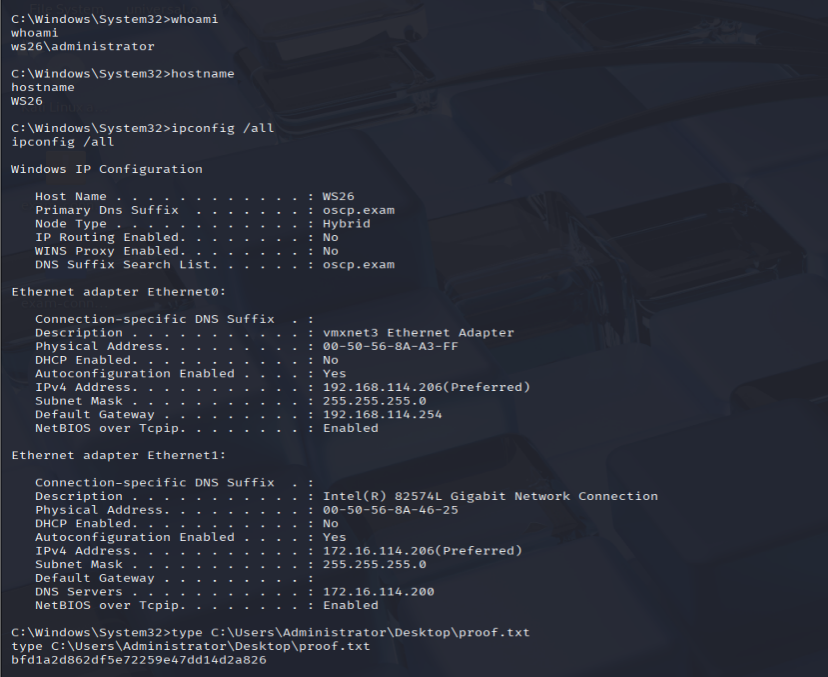 C:\Windows\System32>whoami
whoami
ws26\administrator
C:\Windows\System32>hostname
hostname
WS26
C:\Windows\System32>ipconfig /all
ipconfig /all
Windows IP Configuration
Host Name . . . . . . . . . . . . : WS26
Primary Dns Suffix . . . . . . . : oscp.exam
Node Type . . . . . . . . . . . . : Hybrid
IP Routing Enabled. . . . . . . . : No
WINS Proxy Enabled. . . . . . . . : No
DNS Suffix Search List. . . . . . : oscp.exam
Ethernet adapter Ethernet0:
Connection-specific DNS Suffix . :
Description . . . . . . . . . . . : vmxnet3 Ethernet Adapter
Physical Address. . . . . . . . . : 00-50-56-8A-A3-FF
DHCP Enabled. . . . . . . . . . . : No
Autoconfiguration Enabled . . . . : Yes
IPv4 Address. . . . . . . . . . . : 192.168.114.206(Preferred)
Subnet Mask . . . . . . . . . . . : 255.255.255.0
Default Gateway . . . . . . . . . : 192.168.114.254
NetBIOS over Tcpip. . . . . . . . : Enabled
Ethernet adapter Ethernet1:
Connection-specific DNS Suffix . :
Description . . . . . . . . . . . : Intel(R) 82574L Gigabit Network Connection
Physical Address. . . . . . . . . : 00-50-56-8A-46-25
DHCP Enabled. . . . . . . . . . . : No
Autoconfiguration Enabled . . . . : Yes
IPv4 Address. . . . . . . . . . . : 172.16.114.206(Preferred)
Subnet Mask . . . . . . . . . . . : 255.255.255.0
Default Gateway . . . . . . . . . :
DNS Servers . . . . . . . . . . . : 172.16.114.200
NetBIOS over Tcpip. . . . . . . . : Enabled
C:\Windows\System32>type C:\Users\Administrator\Desktop\proof.txt
type C:\Users\Administrator\Desktop\proof.txt
bfd1a2d862df5e72259e47dd14d2a826